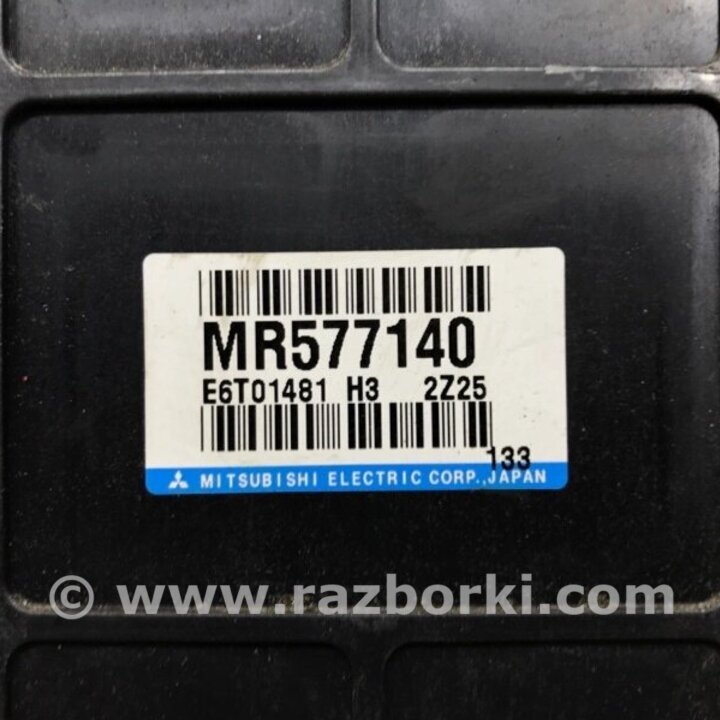 MR577140
E6T01481 H3 2Z25
133
MITSUBISHI ELECTRIC CORP.,JAPAN
© www.razborki.com